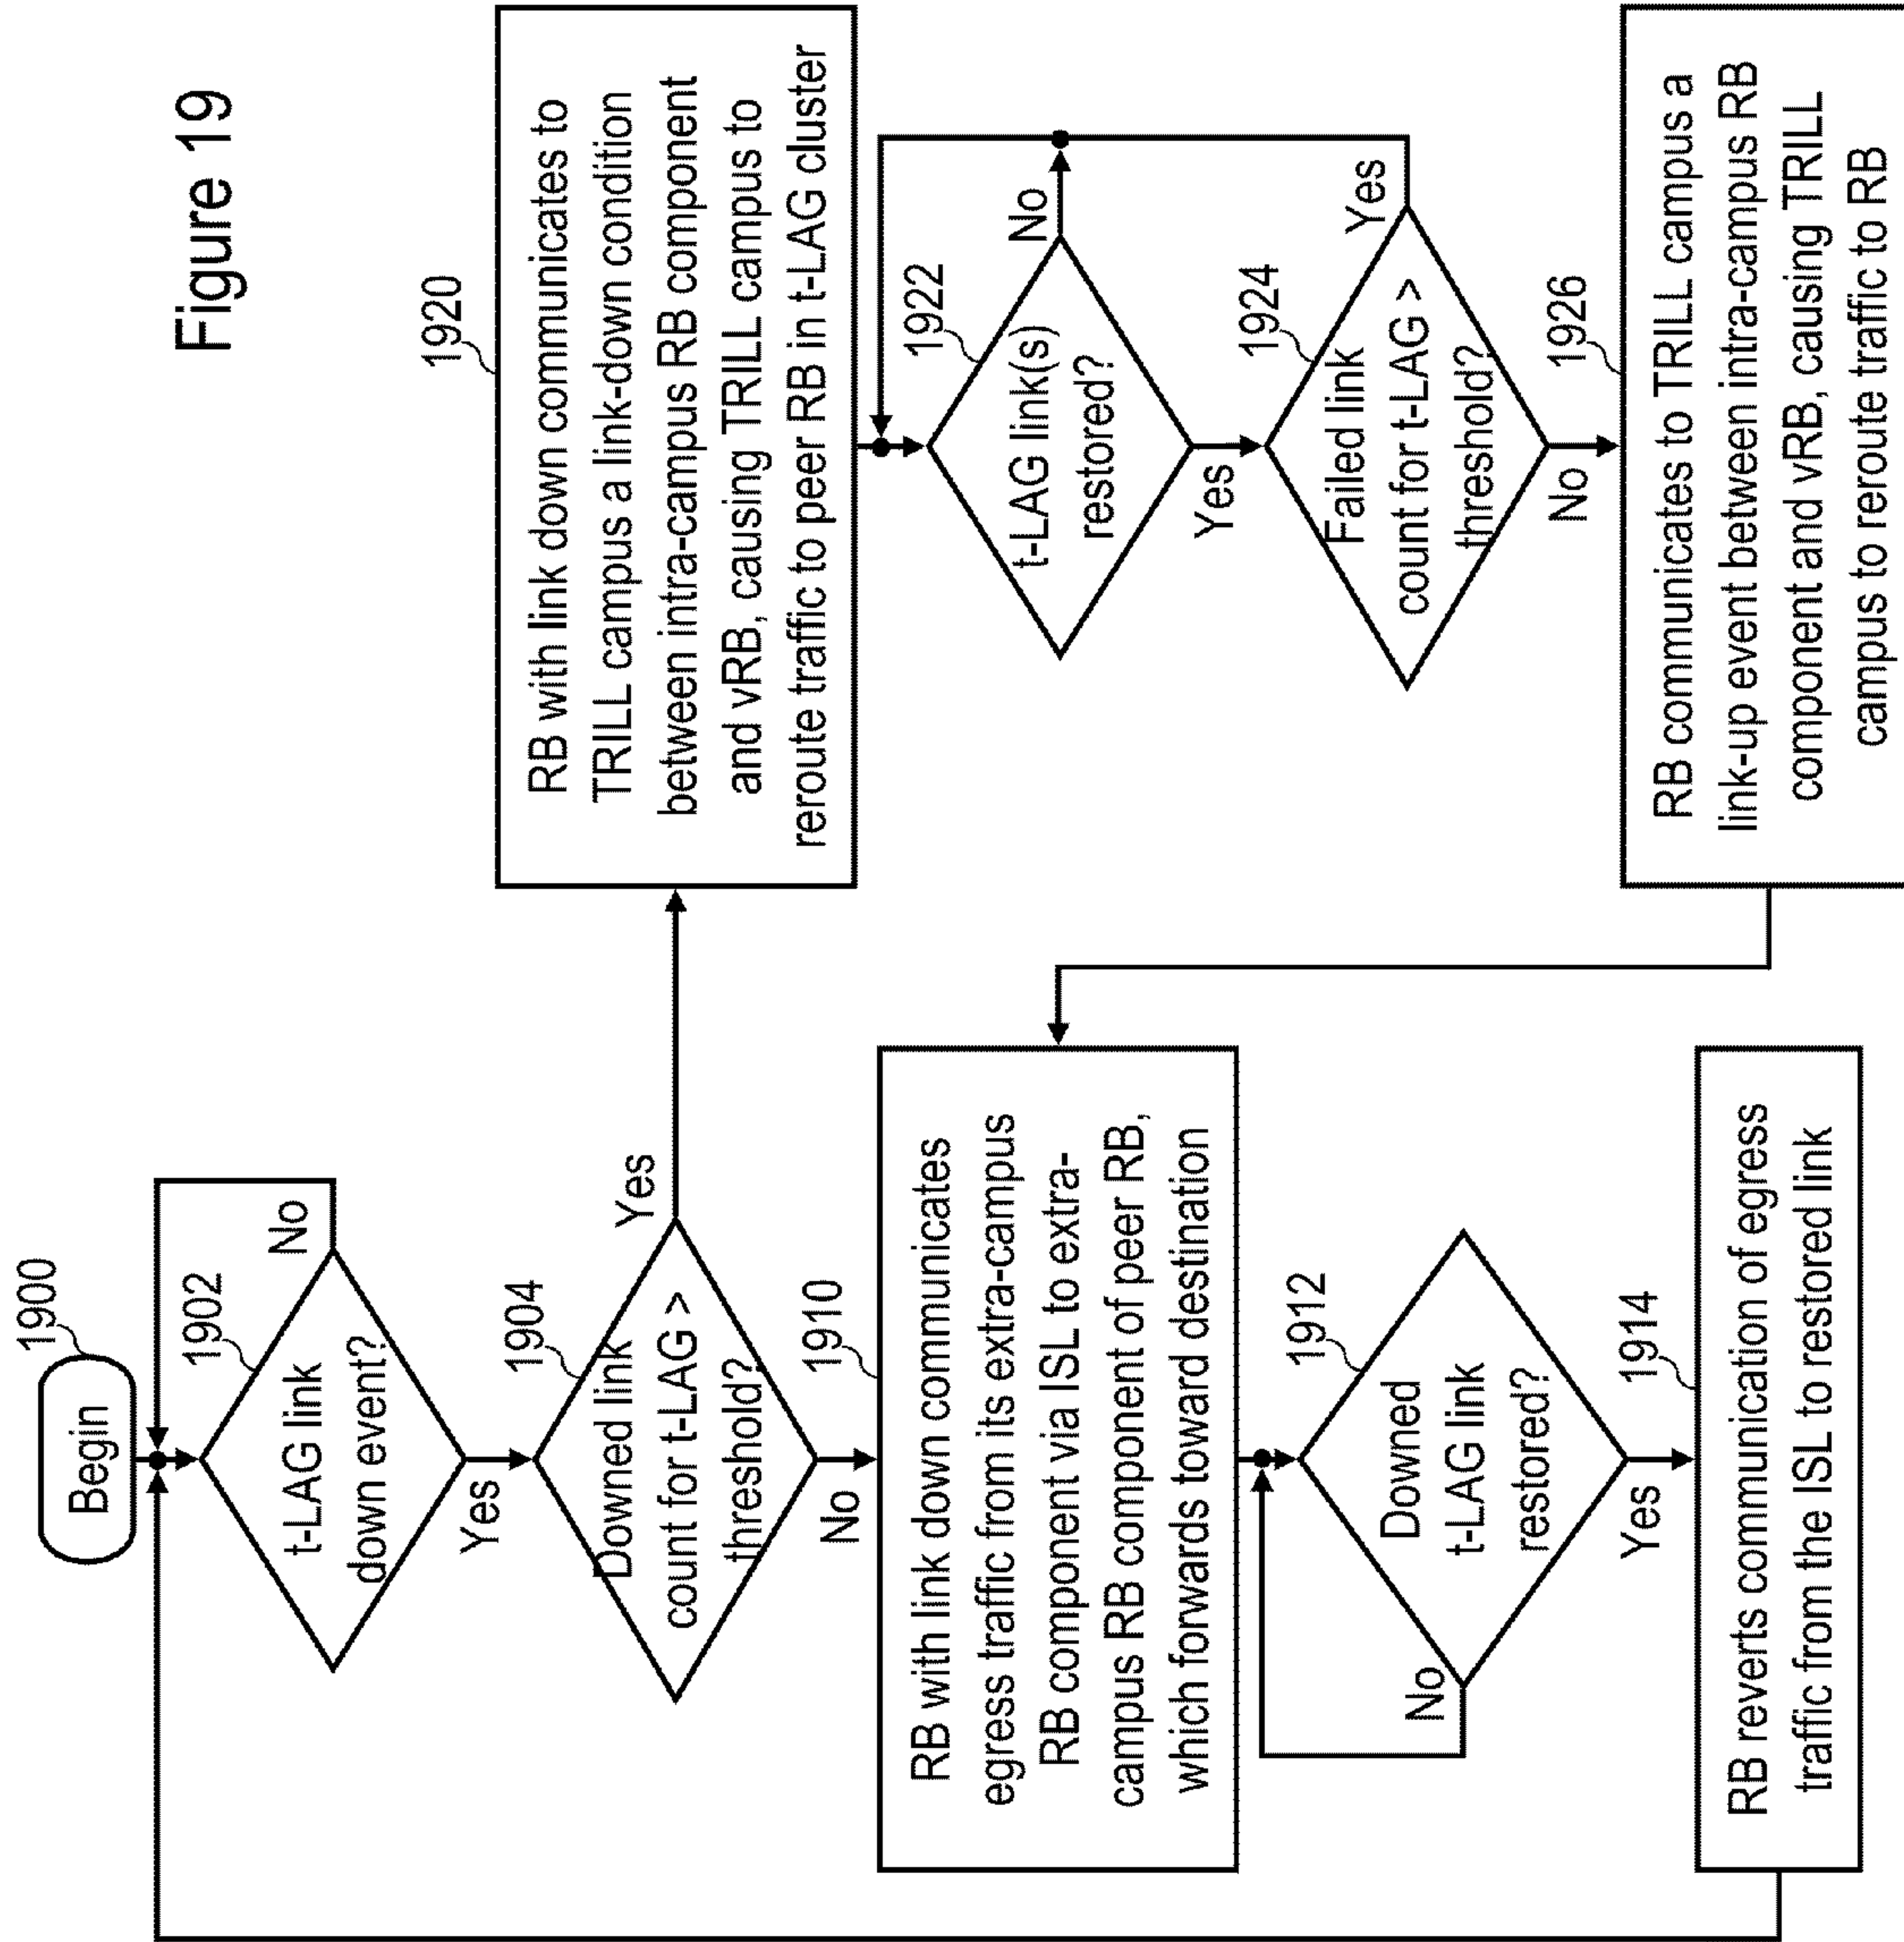 Figure 19
1900
Begin
1902
t-LAG link
down event?
No
Yes
1904
Downed link
count for t-LAG >
threshold?
Yes
No
1910
RB with link down communicates
egress traffic from its extra-campus
RB component via ISL to extra-
campus RB component of peer RB,
which forwards toward destination
1912
Downed
t-LAG link
restored?
No
Yes
1914
RB reverts communication of egress
traffic from the ISL to restored link
1920
RB with link down communicates to
TRILL campus a link-down condition
between intra-campus RB component
and vRB, causing TRILL campus to
reroute traffic to peer RB in t-LAG cluster
1922
t-LAG link(s)
restored?
No
Yes
1924
Failed link
count for t-LAG >
threshold?
Yes
No
1926
RB communicates to TRILL campus a
link-up event between intra-campus RB
component and vRB, causing TRILL
campus to reroute traffic to RB